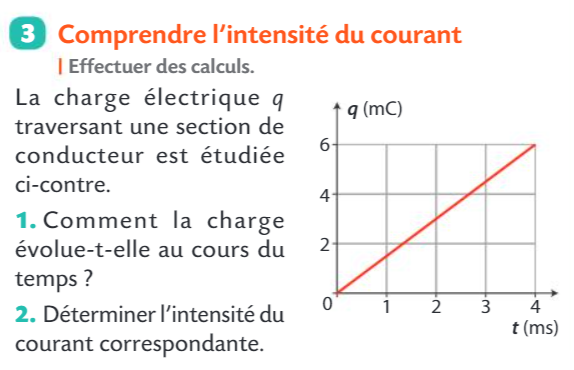 3 Comprendre l'intensité du courant
| Effectuer des calculs.
La charge électrique q
traversant une section de
conducteur est étudiée
ci-contre.
1. Comment la charge
évolue-t-elle au cours du
temps ?
2. Déterminer l'intensité du
courant correspondante.
q (mC)
6
4
2
0 1 2 3 4
t (ms)